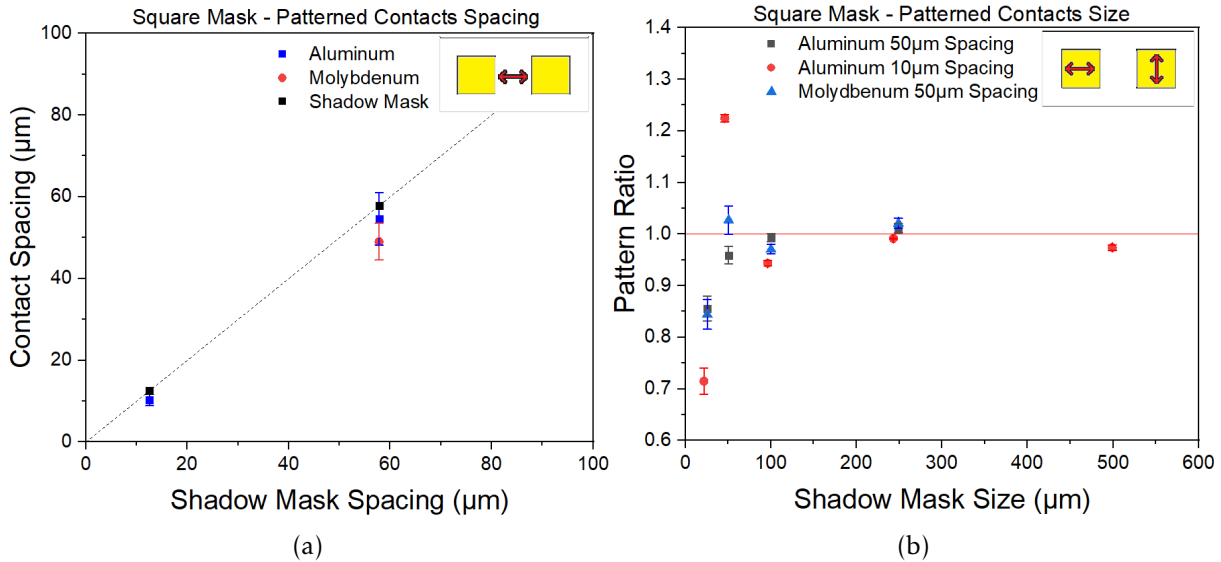 Square Mask - Patterned Contacts Spacing
100
80
60
40
20
0
Contact Spacing (μm)
Aluminum
Molybdenum
Shadow Mask
0 20 40 60 80 100
Shadow Mask Spacing (μm)
(a)
Square Mask - Patterned Contacts Size
1.4
1.3
1.2
1.1
1.0
0.9
0.8
0.7
0.6
Pattern Ratio
Aluminum 50μm Spacing
Aluminum 10μm Spacing
Molydbenum 50μm Spacing
0 100 200 300 400 500 600
Shadow Mask Size (μm)
(b)